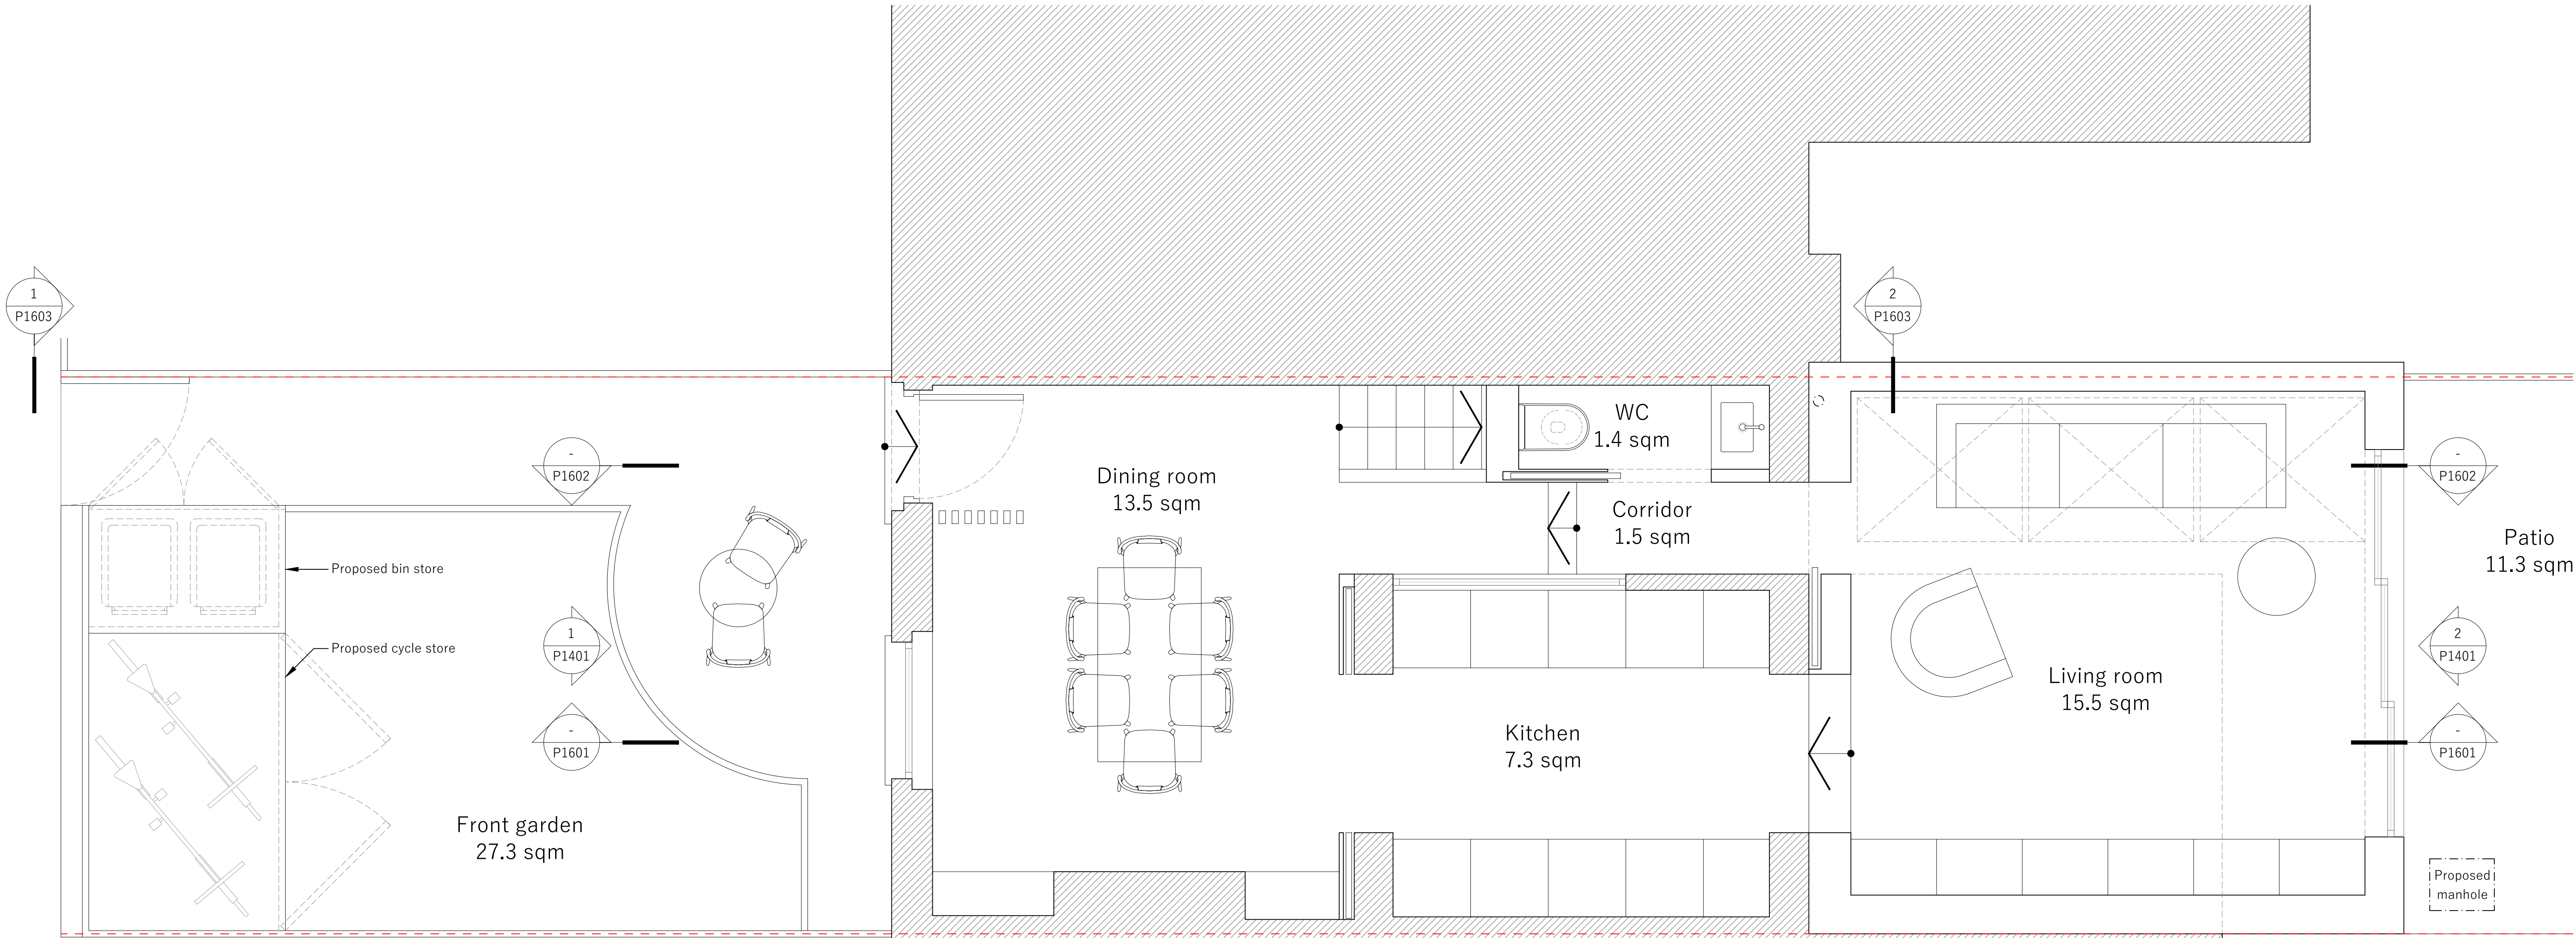 1
P1603
2
P1603
WC
1.4 sqm
-
P1602
Dining room
13.5 sqm
Corridor
1.5 sqm
-
P1602
Patio
11.3 sqm
Proposed bin store
1
P1401
Proposed cycle store
2
P1401
Living room
15.5 sqm
-
P1601
Kitchen
7.3 sqm
-
P1601
Front garden
27.3 sqm
Proposed
manhole